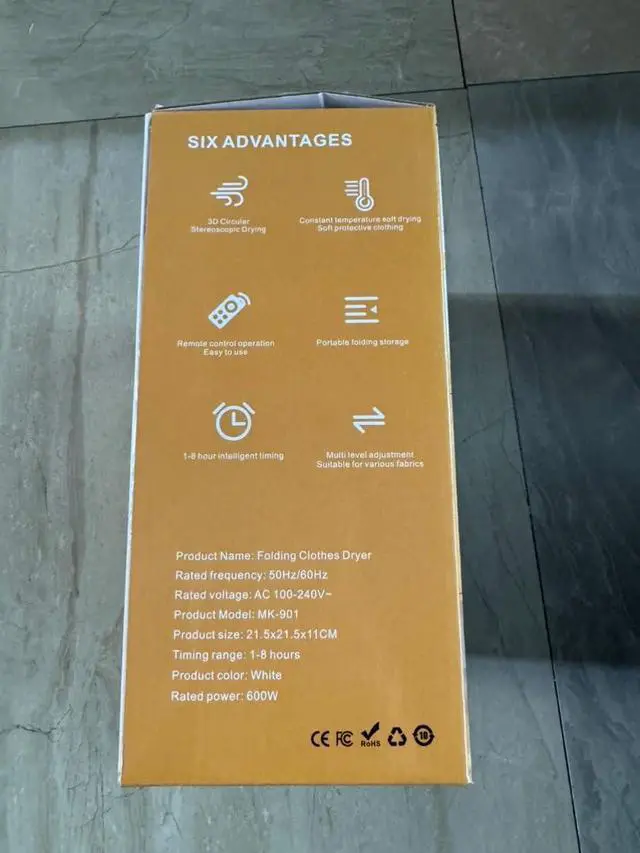 SIX ADVANTAGES
3D Circular
Stereoscopic Drying
Constant temperature soft drying
Soft protective clothing
Remote control operation
Easy to use
Portable folding storage
1-8 hour intelligent timing
Multi level adjustment
Suitable for various fabrics
Product Name: Folding Clothes Dryer
Rated frequency: 50Hz/60Hz
Rated voltage: AC 100-240V~
Product Model: MK-901
Product size: 21.5x21.5x11CM
Timing range: 1-8 hours
Product color: White
Rated power: 600W
CE FC RoHS 10